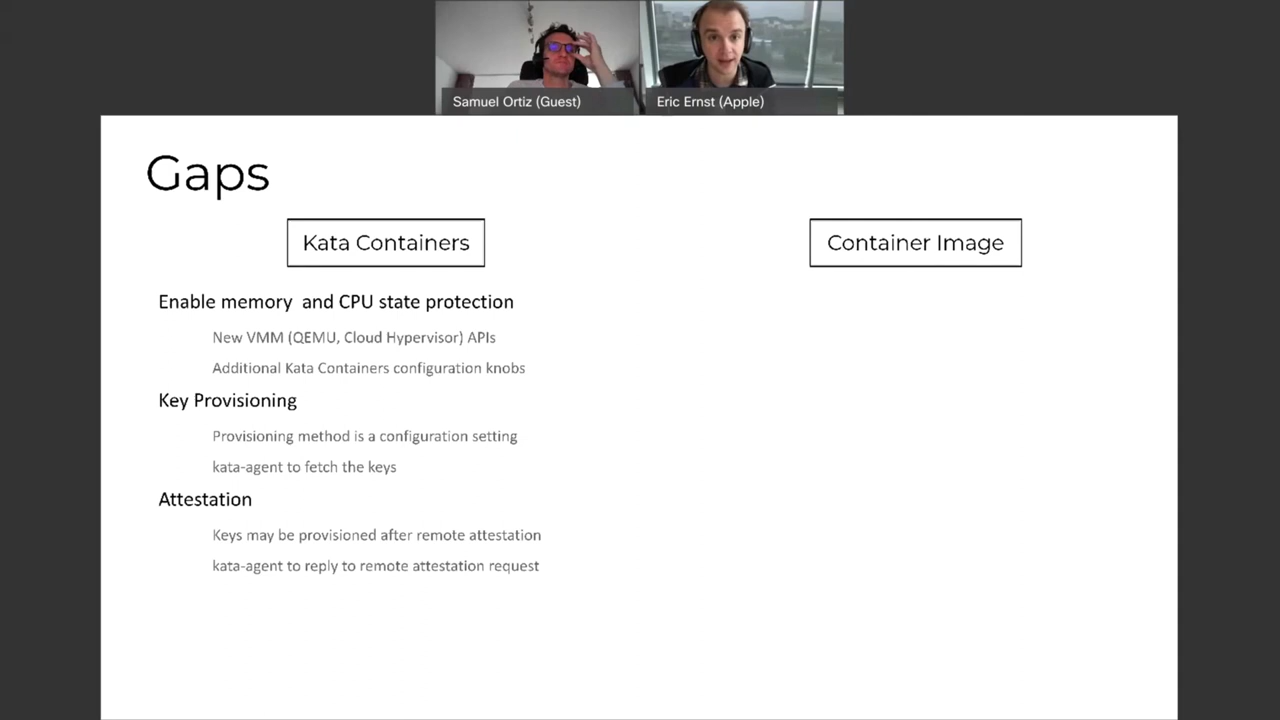 Samuel Ortiz (Guest)
Eric Ernst (Apple)
Gaps
Kata Containers
Container Image
Enable memory and CPU state protection
New VMM (QEMU, Cloud Hypervisor) APIs
Additional Kata Containers configuration knobs
Key Provisioning
Provisioning method is a configuration setting
kata-agent to fetch the keys
Attestation
Keys may be provisioned after remote attestation
kata-agent to reply to remote attestation request